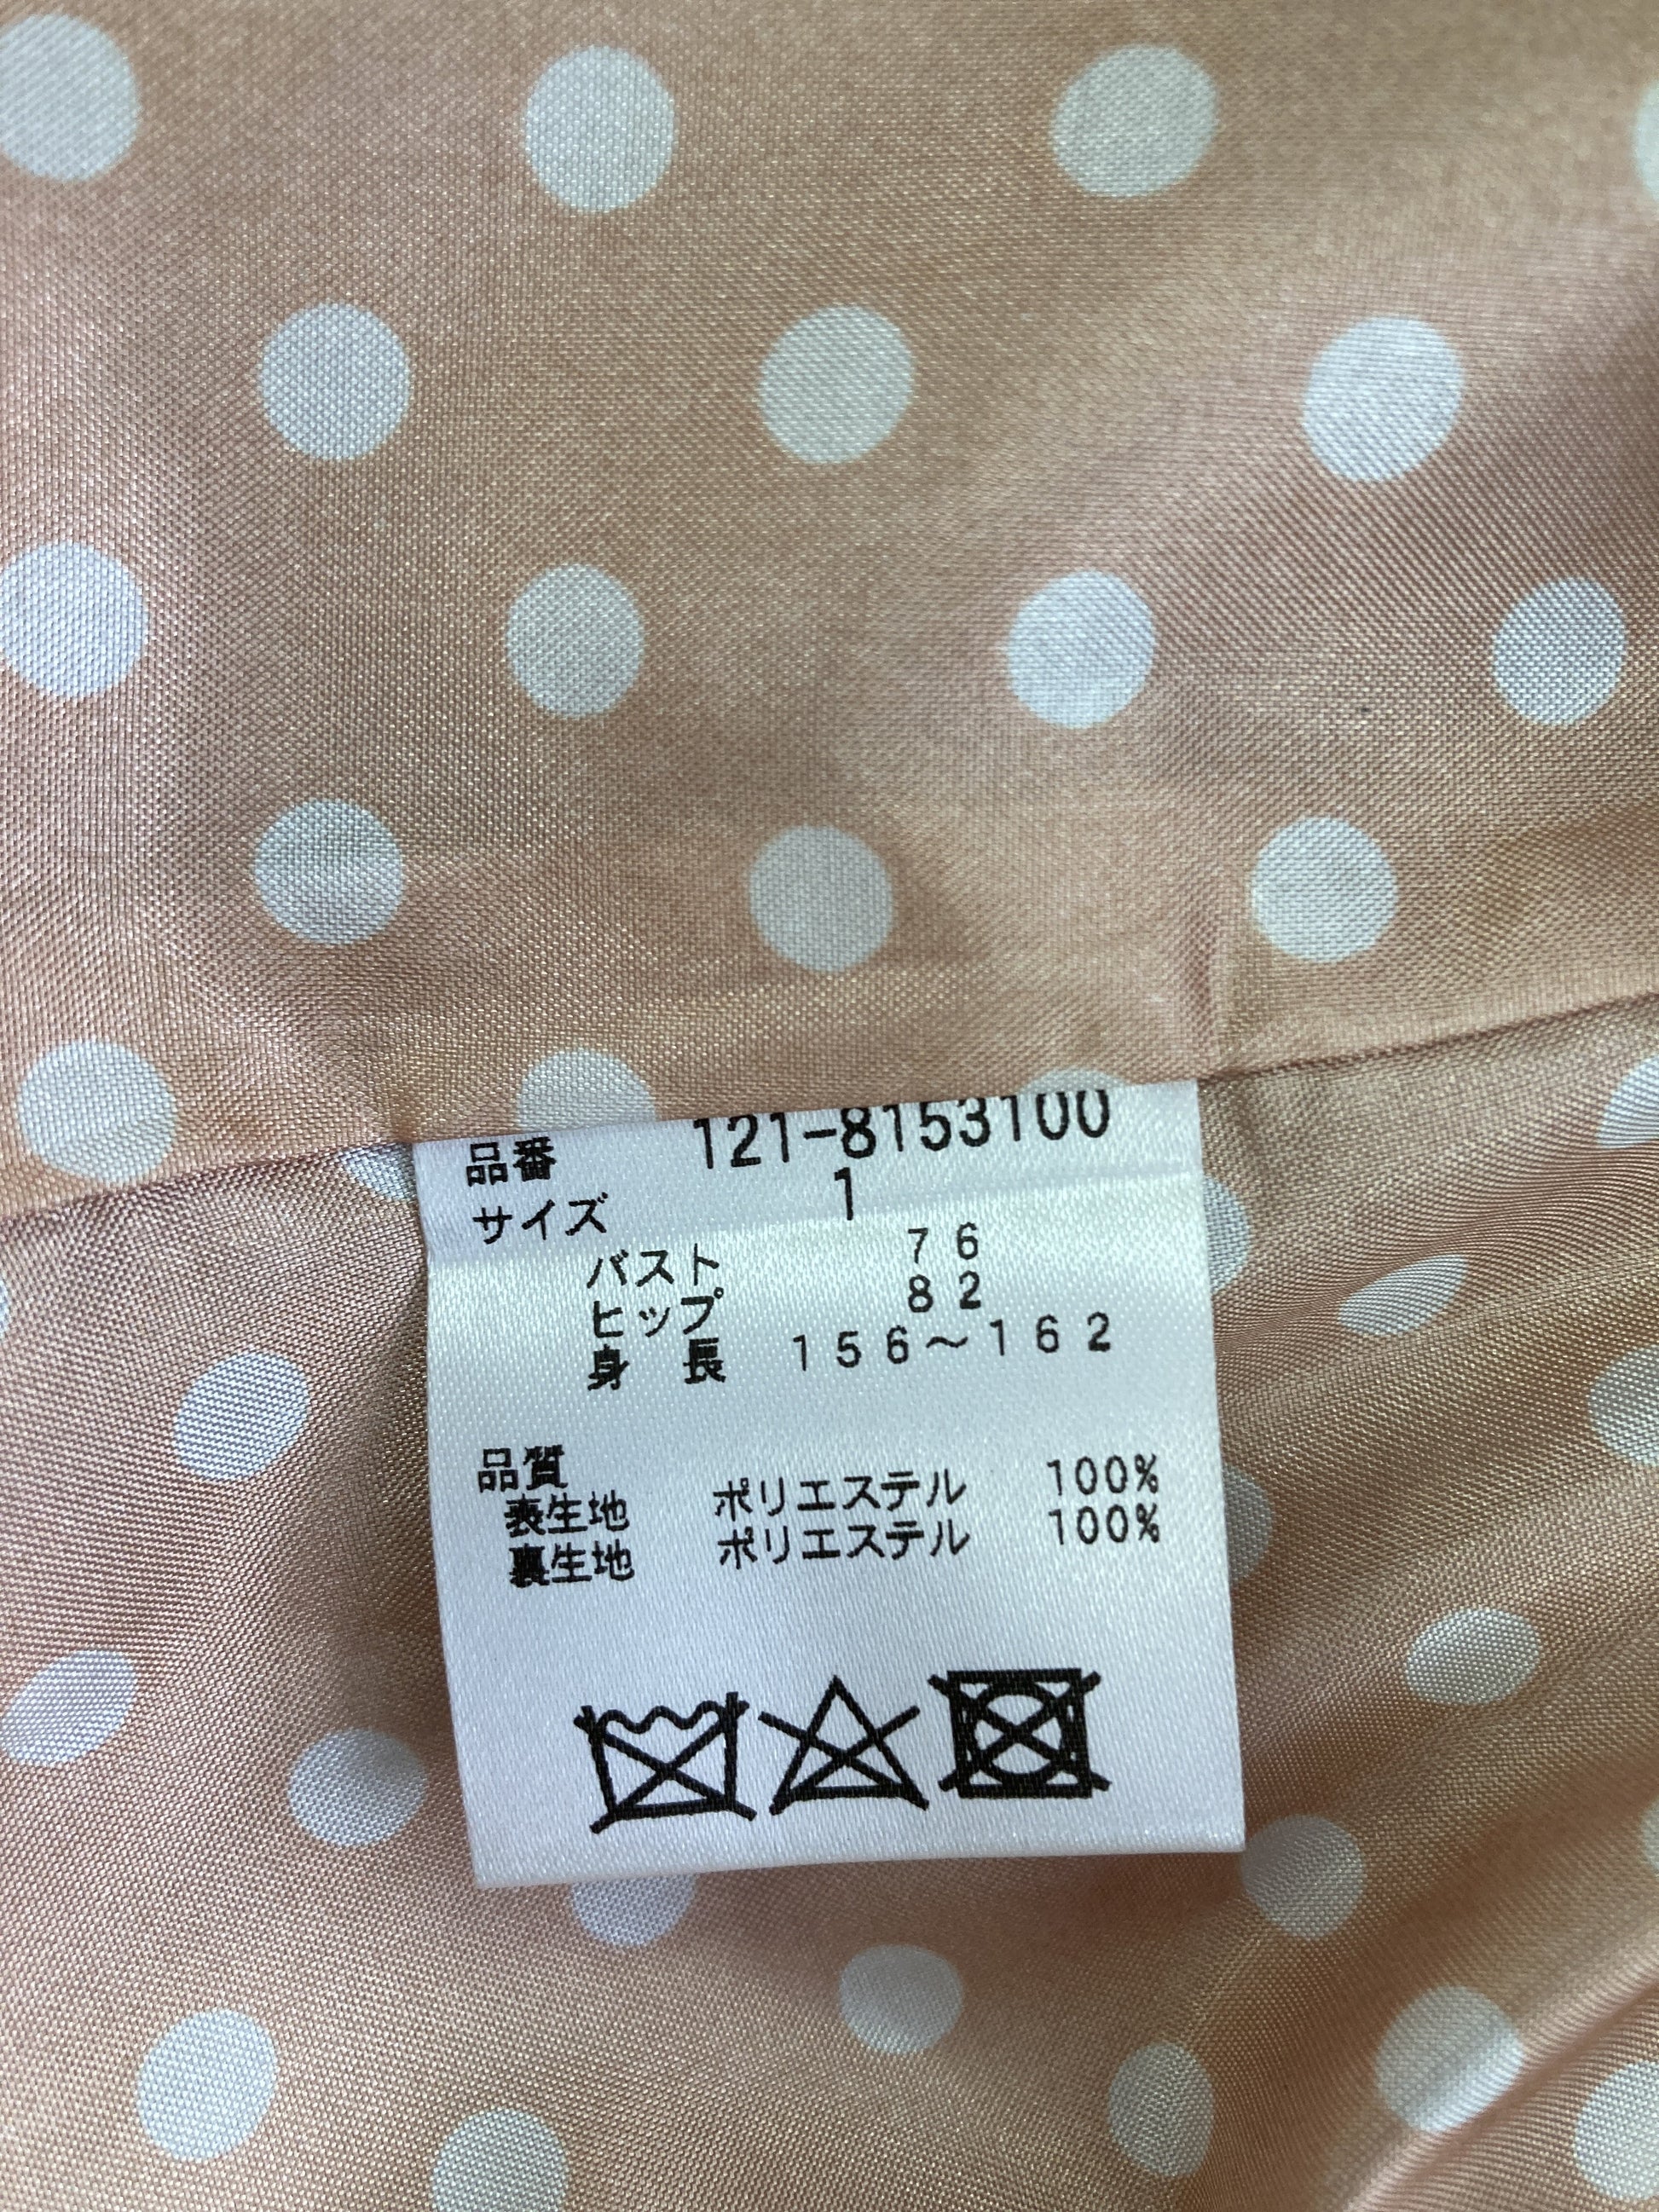 品番 121-8153100
サイズ 1
バスト 76
ヒップ 82
身長 156～162
品質
表生地 ポリエステル 100%
裏生地 ポリエステル 100%